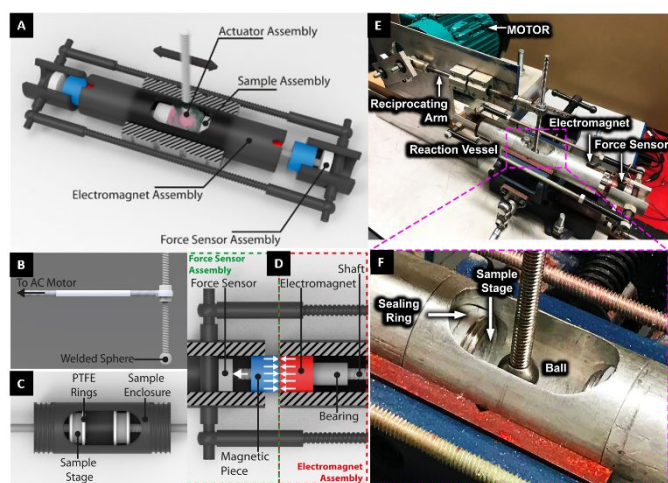 A
Actuator Assembly
Sample Assembly
Electromagnet Assembly
Force Sensor Assembly
B
To AC Motor
Welded Sphere
C
PTFE
Rings
Sample
Enclosure
Sample
Stage
Force Sensor
Assembly
D
Shaft
Force Sensor
Electromagnet
Bearing
Magnetic
Piece
Electromagnet
Assembly
E
MOTOR
Reciprocating
Arm
Electromagnet
Force Sensor
Reaction Vessel
F
Sample
Stage
Sealing
Ring
Ball